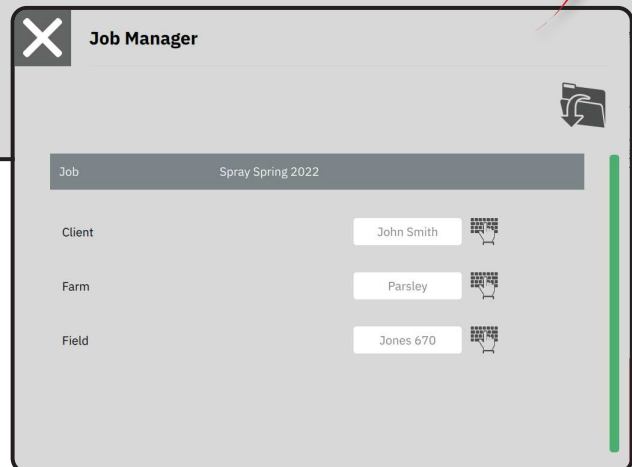 Job Manager
Job Spray Spring 2022
Client John Smith
Farm Parsley
Field Jones 670